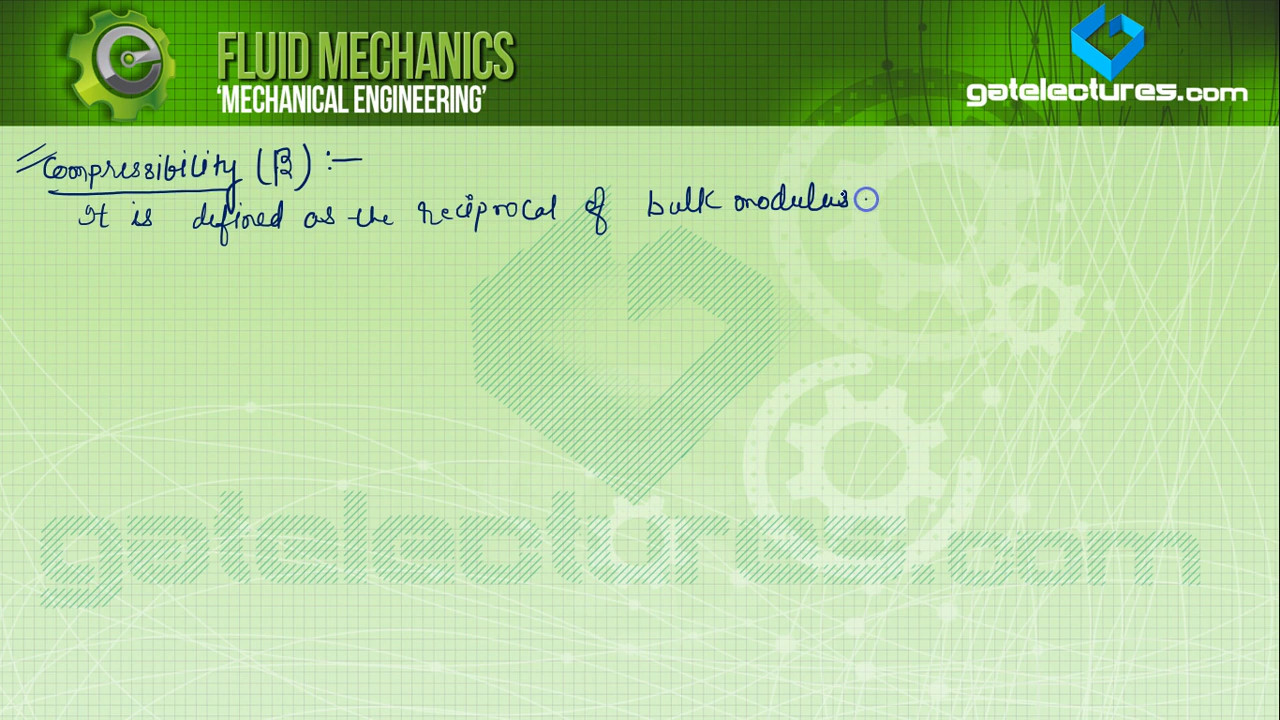 FLUID MECHANICS
'MECHANICAL ENGINEERING'
gatelectures.com
Compressibility (β) :–
It is defined as the reciprocal of bulk modulus.
gatelectures.com